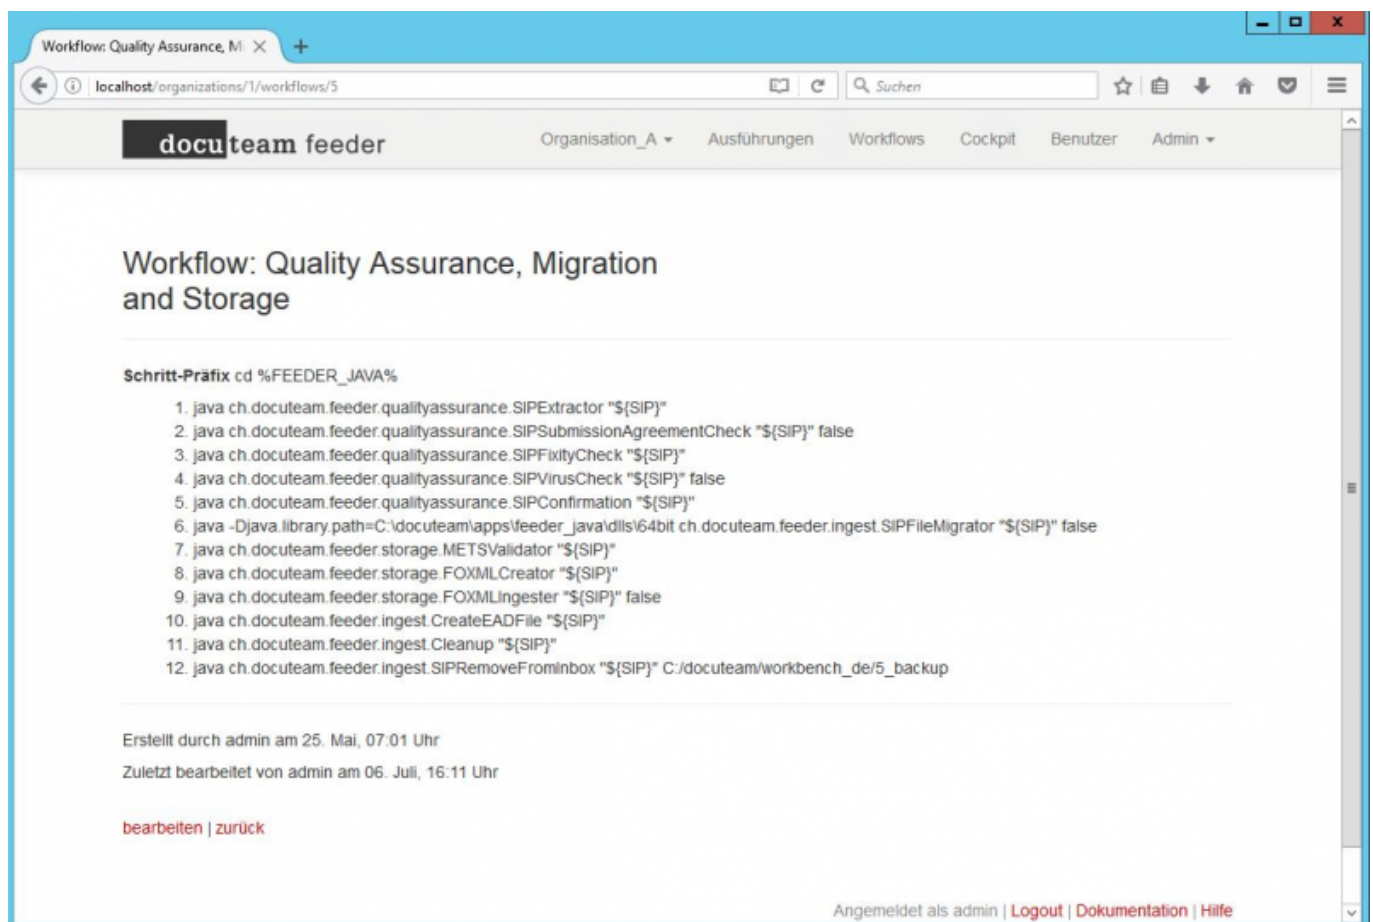 Workflow: Quality Assurance, Mi
localhost/organizations/1/workflows/5
Suchen
docuteam feeder
Organisation_A
Ausführungen
Workflows
Cockpit
Benutzer
Admin
Workflow: Quality Assurance, Migration
and Storage
Schritt-Präfix cd %FEEDER_JAVA%
1. java ch.docuteam.feeder.qualityassurance.SIPExtractor "${SIP}"
2. java ch.docuteam.feeder.qualityassurance.SIPSubmissionAgreementCheck "${SIP}" false
3. java ch.docuteam.feeder.qualityassurance.SIPFixityCheck "${SIP}"
4. java ch.docuteam.feeder.qualityassurance.SIPVirusCheck "${SIP}" false
5. java ch.docuteam.feeder.qualityassurance.SIPConfirmation "${SIP}"
6. java -Djava.library.path=C:\docuteam\apps\feeder_java\dlls\64bit ch.docuteam.feeder.ingest.SIPFileMigrator "${SIP}" false
7. java ch.docuteam.feeder.storage.METSValidator "${SIP}"
8. java ch.docuteam.feeder.storage.FOXMLCreator "${SIP}"
9. java ch.docuteam.feeder.storage.FOXMLIngester "${SIP}" false
10. java ch.docuteam.feeder.ingest.CreateEADFile "${SIP}"
11. java ch.docuteam.feeder.ingest.Cleanup "${SIP}"
12. java ch.docuteam.feeder.ingest.SIPRemoveFromInbox "${SIP}" C:/docuteam/workbench_de/5_backup
Erstellt durch admin am 25. Mai, 07:01 Uhr
Zuletzt bearbeitet von admin am 06. Juli, 16:11 Uhr
bearbeiten | zurück
Angemeldet als admin | Logout | Dokumentation | Hilfe